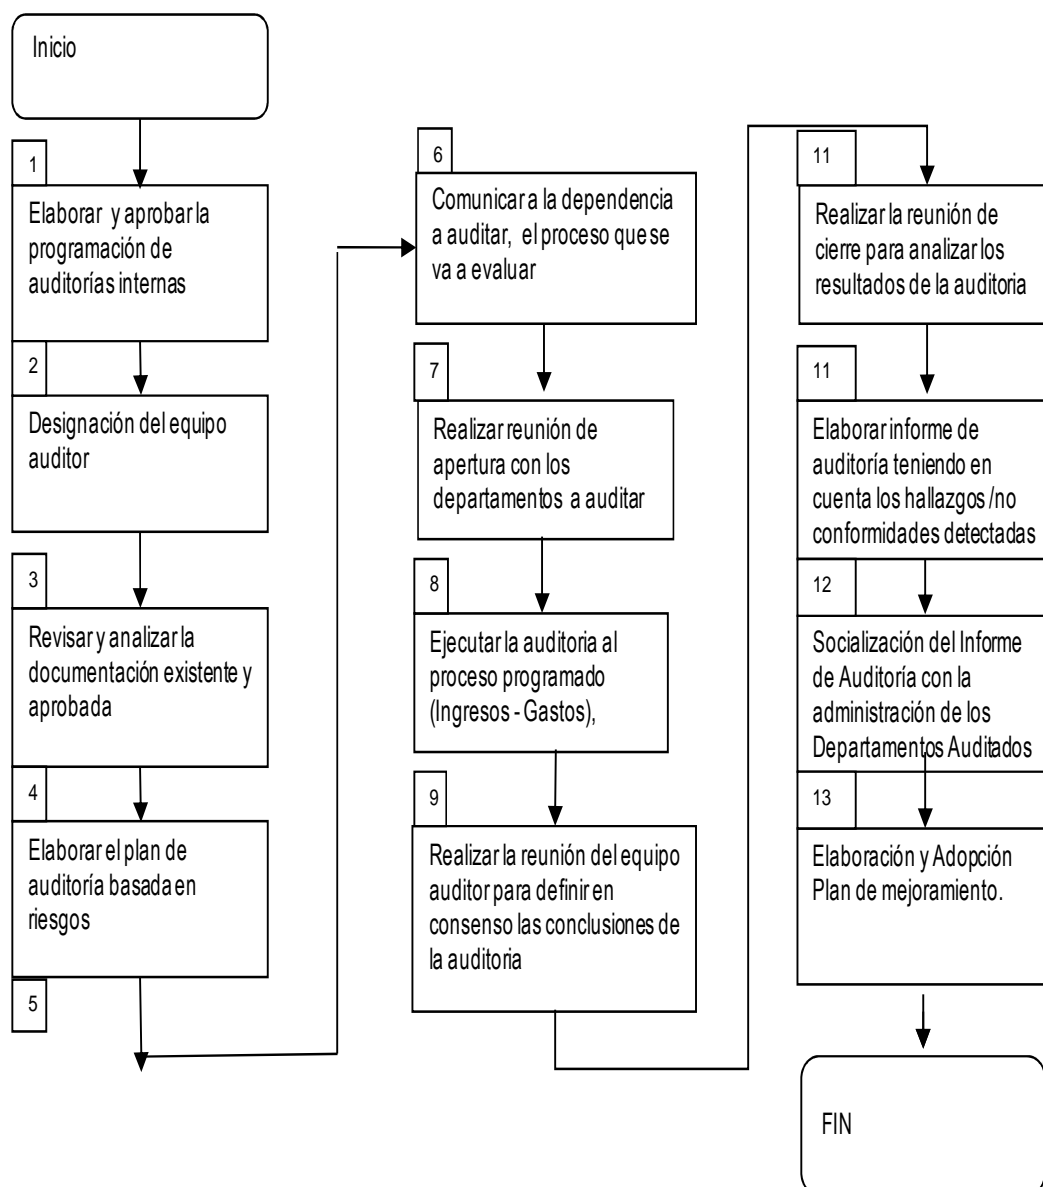 Inicio
1
Elaborar y aprobar la
programación de
auditorías internas
2
Designación del equipo
auditor
3
Revisar y analizar la
documentación existente y
aprobada
4
Elaborar el plan de
auditoría basada en
riesgos
5
6
Comunicar a la dependencia
a auditar, el proceso que se
va a evaluar
7
Realizar reunión de
apertura con los
departamentos a auditar
8
Ejecutar la auditoria al
proceso programado
(Ingresos - Gastos),
9
Realizar la reunión del equipo
auditor para definir en
consenso las conclusiones de
la auditoria
11
Realizar la reunión de
cierre para analizar los
resultados de la auditoria
11
Elaborar informe de
auditoría teniendo en
cuenta los hallazgos /no
conformidades detectadas
12
Socialización del Informe
de Auditoría con la
administración de los
Departamentos Auditados
13
Elaboración y Adopción
Plan de mejoramiento.
FIN